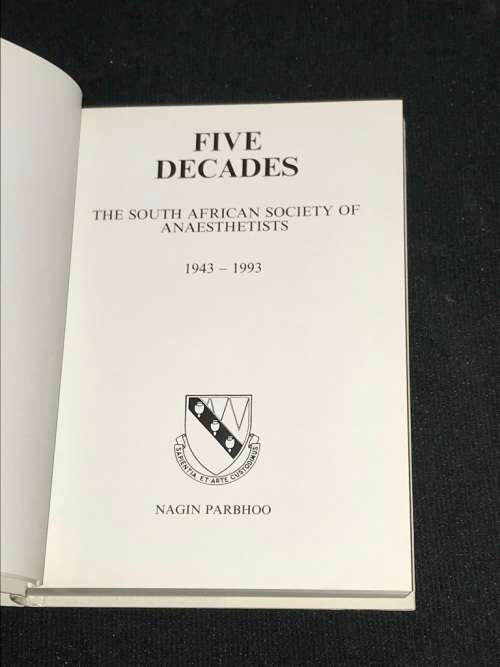 FIVE
DECADES
THE SOUTH AFRICAN SOCIETY OF
ANAESTHETISTS
1943 – 1993
SAPIENTIA ET ARTE CUSTODIMUS
NAGIN PARBHOO